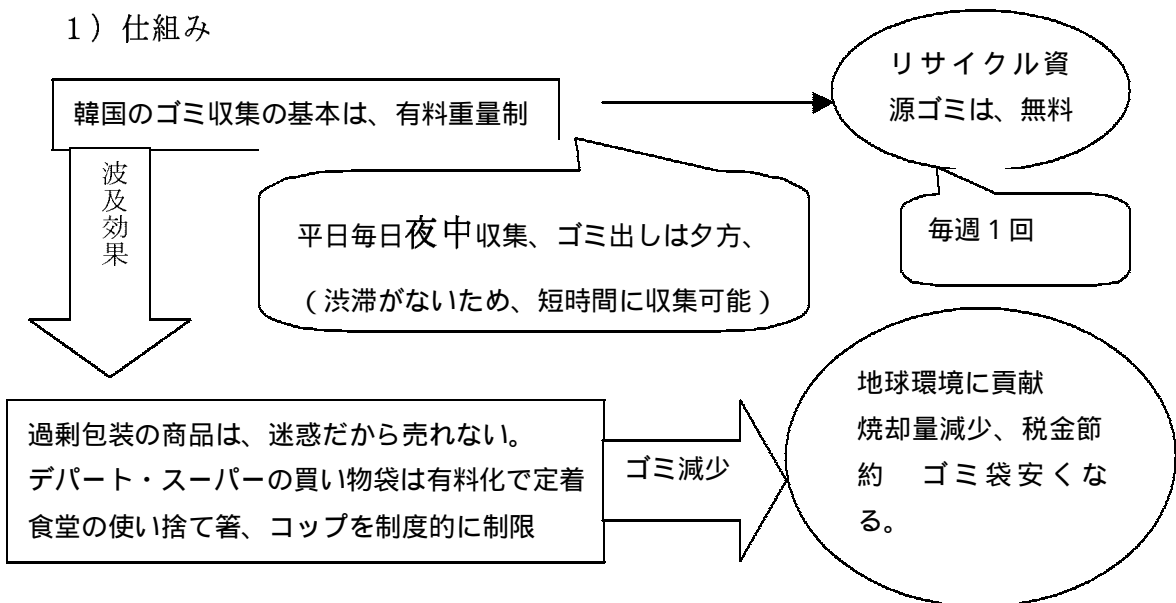 1）仕組み
韓国のゴミ収集の基本は、有料重量制
リサイクル資
源ゴミは、無料
波及効果
平日毎日夜中収集、ゴミ出しは夕方、
（渋滞がないため、短時間に収集可能）
毎週１回
過剰包装の商品は、迷惑だから売れない。
デパート・スーパーの買い物袋は有料化で定着
食堂の使い捨て箸、コップを制度的に制限
ゴミ減少
地球環境に貢献
焼却量減少、税金節
約　ゴミ袋安くな
る。